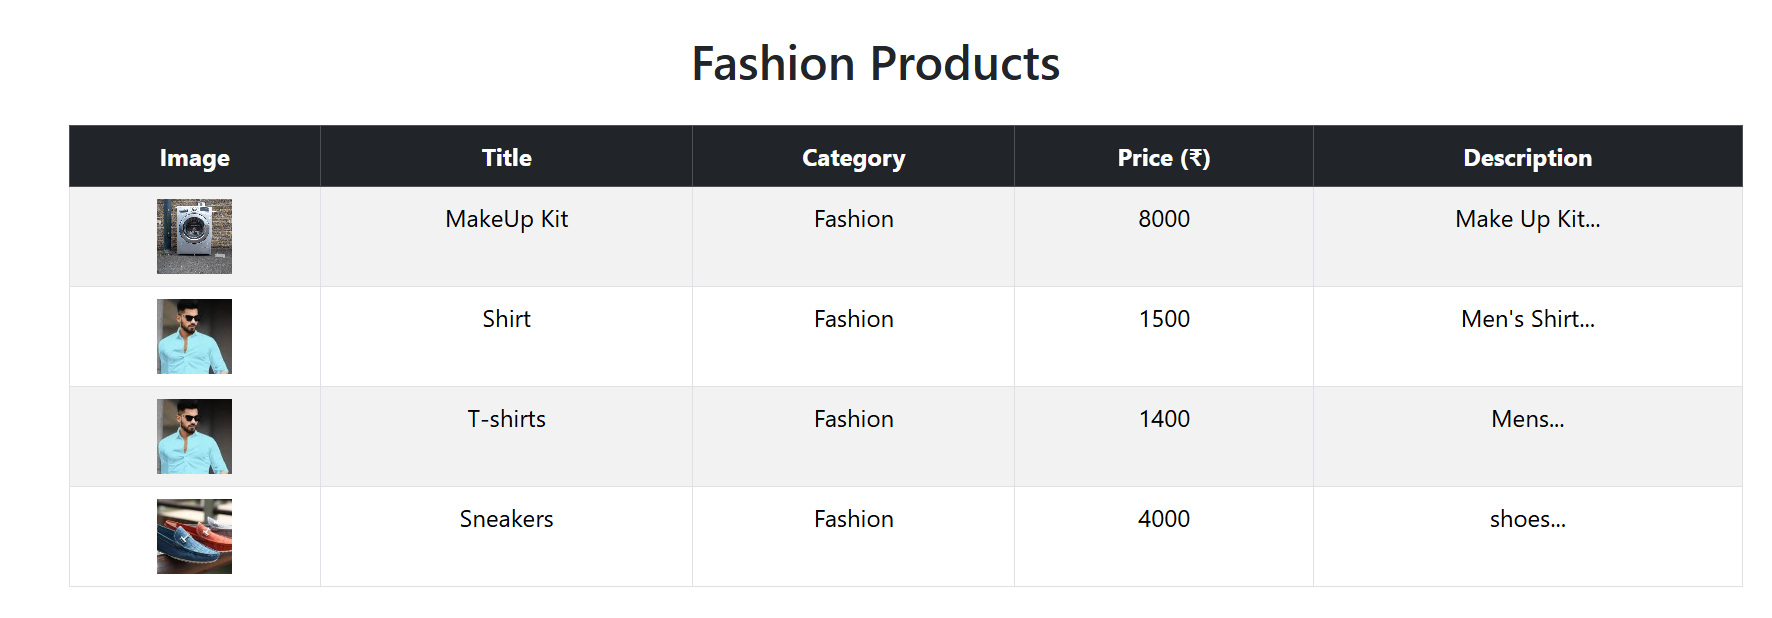 Fashion Products
Image Title Category Price (₹) Description
MakeUp Kit Fashion 8000 Make Up Kit...
Shirt Fashion 1500 Men's Shirt...
T-shirts Fashion 1400 Mens...
Sneakers Fashion 4000 shoes...